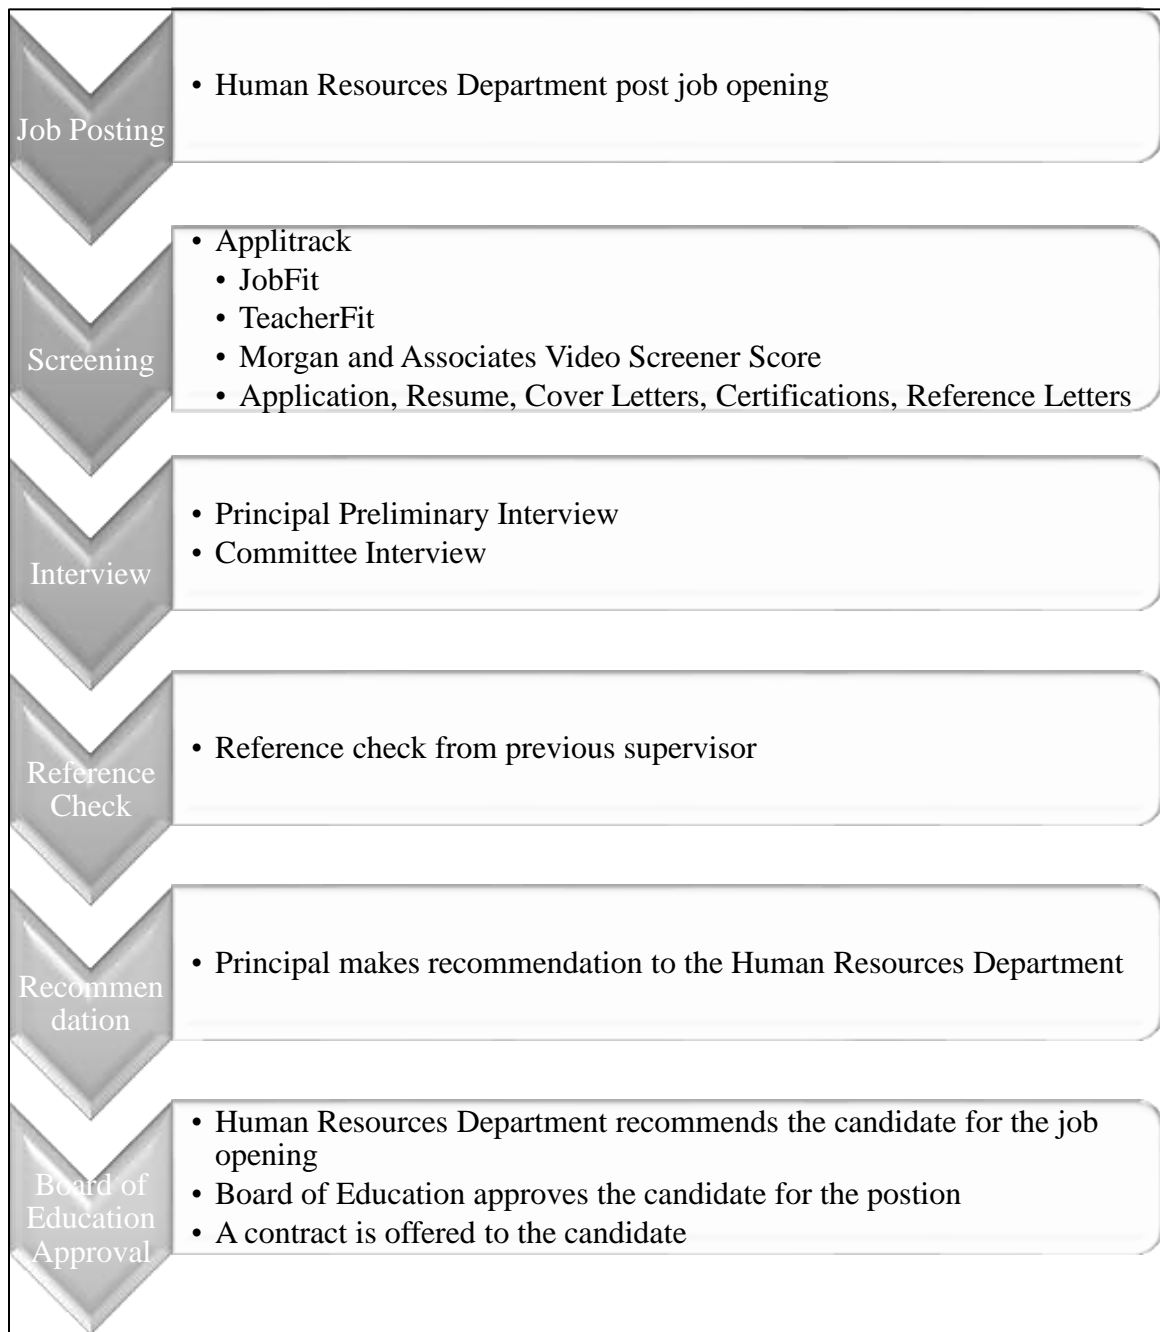 Job Posting
• Human Resources Department post job opening
Screening
• Applitrack
• JobFit
• TeacherFit
• Morgan and Associates Video Screener Score
• Application, Resume, Cover Letters, Certifications, Reference Letters
Interview
• Principal Preliminary Interview
• Committee Interview
Reference
Check
• Reference check from previous supervisor
Recommen
dation
• Principal makes recommendation to the Human Resources Department
Board of
Education
Approval
• Human Resources Department recommends the candidate for the job
opening
• Board of Education approves the candidate for the postion
• A contract is offered to the candidate